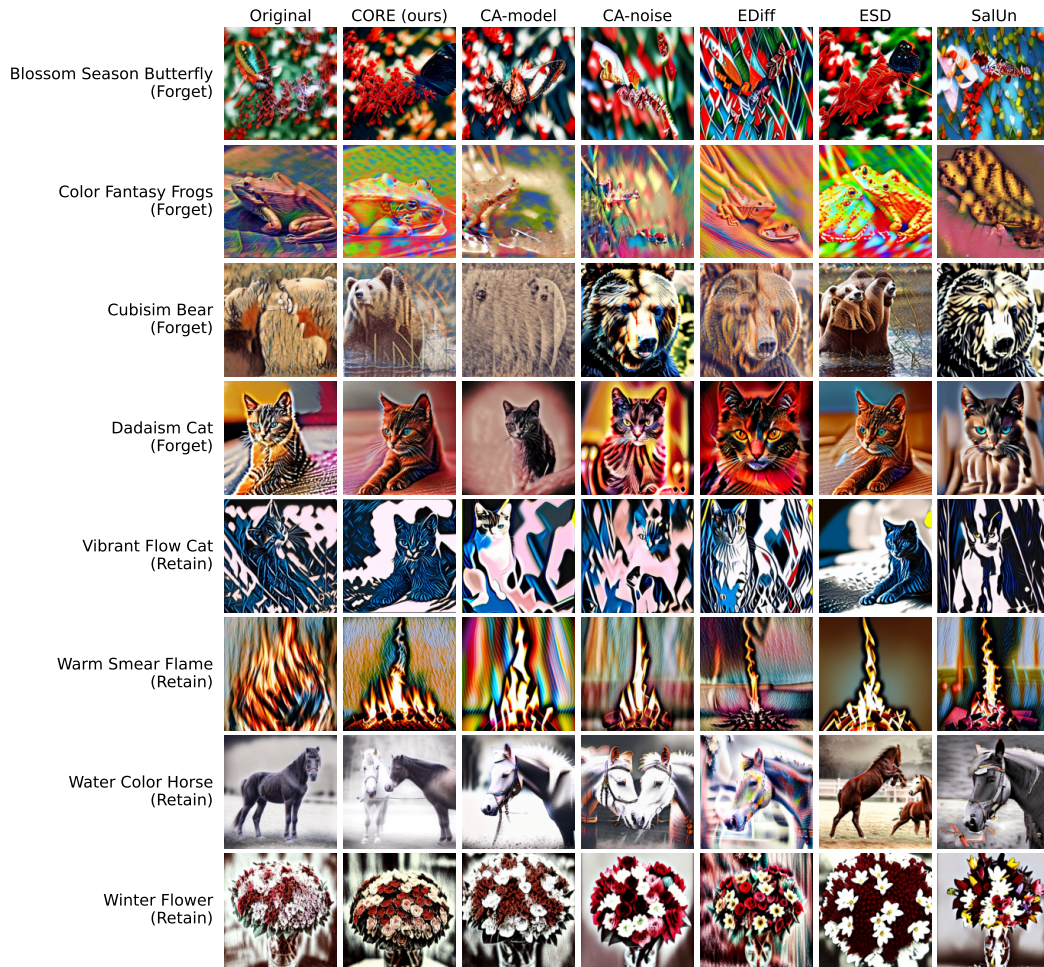 Original CORE (ours) CA-model CA-noise EDiff ESD SalUn
Blossom Season Butterfly
(Forget)
Color Fantasy Frogs
(Forget)
Cubisim Bear
(Forget)
Dadaism Cat
(Forget)
Vibrant Flow Cat
(Retain)
Warm Smear Flame
(Retain)
Water Color Horse
(Retain)
Winter Flower
(Retain)